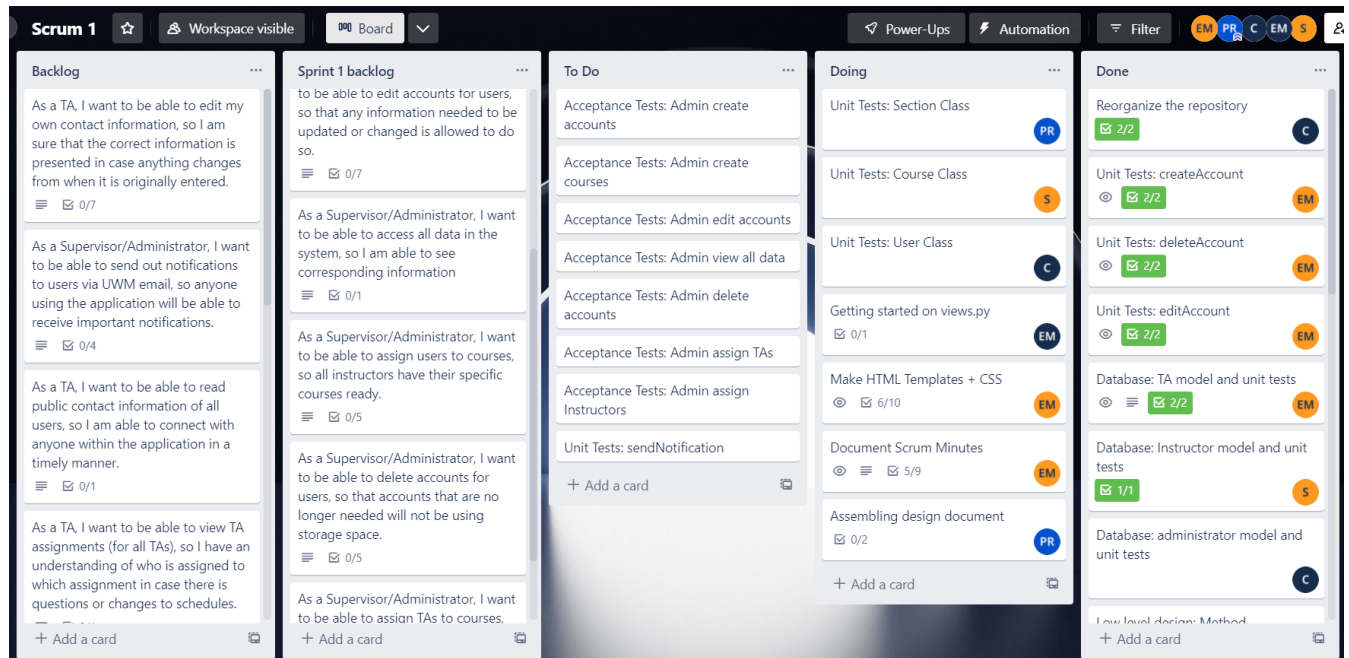 Scrum 1
Workspace visible
Board
Power-Ups
Automation
Filter
EM
PR
C
EM
S
Backlog
As a TA, I want to be able to edit my
own contact information, so I am
sure that the correct information is
presented in case anything changes
from when it is originally entered.
0/7
As a Supervisor/Administrator, I want
to be able to send out notifications
to users via UWM email, so anyone
using the application will be able to
receive important notifications.
0/4
As a TA, I want to be able to read
public contact information of all
users, so I am able to connect with
anyone within the application in a
timely manner.
0/1
As a TA, I want to be able to view TA
assignments (for all TAs), so I have an
understanding of who is assigned to
which assignment in case there is
questions or changes to schedules.
+ Add a card
Sprint 1 backlog
to be able to edit accounts for users,
so that any information needed to be
updated or changed is allowed to do
so.
0/7
As a Supervisor/Administrator, I want
to be able to access all data in the
system, so I am able to see
corresponding information
0/1
As a Supervisor/Administrator, I want
to be able to assign users to courses,
so all instructors have their specific
courses ready.
0/5
As a Supervisor/Administrator, I want
to be able to delete accounts for
users, so that accounts that are no
longer needed will not be using
storage space.
0/5
As a Supervisor/Administrator, I want
to be able to assign TAs to courses,
+ Add a card
To Do
Acceptance Tests: Admin create
accounts
Acceptance Tests: Admin create
courses
Acceptance Tests: Admin edit accounts
Acceptance Tests: Admin view all data
Acceptance Tests: Admin delete
accounts
Acceptance Tests: Admin assign TAs
Acceptance Tests: Admin assign
Instructors
Unit Tests: sendNotification
+ Add a card
Doing
Unit Tests: Section Class
PR
Unit Tests: Course Class
S
Unit Tests: User Class
C
Getting started on views.py
0/1
EM
Make HTML Templates + CSS
6/10
EM
Document Scrum Minutes
5/9
EM
Assembling design document
0/2
PR
+ Add a card
Done
Reorganize the repository
2/2
C
Unit Tests: createAccount
2/2
EM
Unit Tests: deleteAccount
2/2
EM
Unit Tests: editAccount
2/2
EM
Database: TA model and unit tests
2/2
EM
Database: Instructor model and unit
tests
1/1
S
Database: administrator model and
unit tests
C
Low level design: Method
+ Add a card